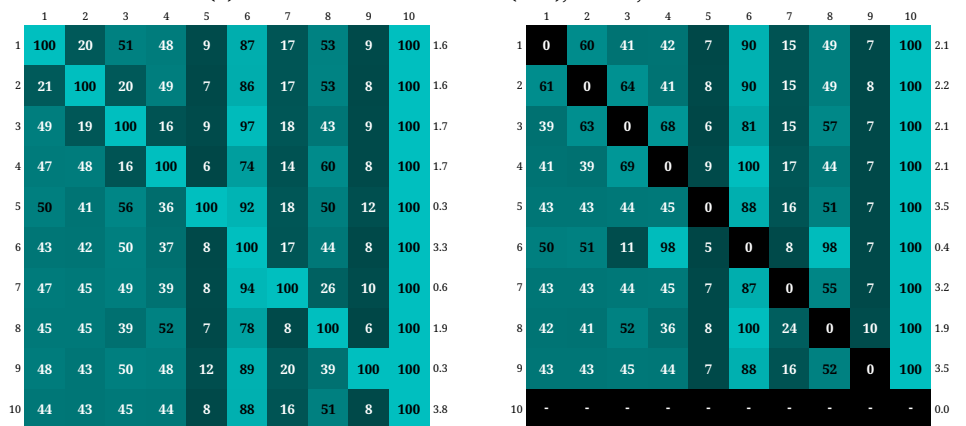 1 2 3 4 5 6 7 8 9 10
1 100 20 51 48 9 87 17 53 9 100 1.6
2 21 100 20 49 7 86 17 53 8 100 1.6
3 49 19 100 16 9 97 18 43 9 100 1.7
4 47 48 16 100 6 74 14 60 8 100 1.7
5 50 41 56 36 100 92 18 50 12 100 0.3
6 43 42 50 37 8 100 17 44 8 100 3.3
7 47 45 49 39 8 94 100 26 10 100 0.6
8 45 45 39 52 7 78 8 100 6 100 1.9
9 48 43 50 48 12 89 20 39 100 100 0.3
10 44 43 45 44 8 88 16 51 8 100 3.8
1 2 3 4 5 6 7 8 9 10
1 0 60 41 42 7 90 15 49 7 100 2.1
2 61 0 64 41 8 90 15 49 8 100 2.2
3 39 63 0 68 6 81 15 57 7 100 2.1
4 41 39 69 0 9 100 17 44 7 100 2.1
5 43 43 44 45 0 88 16 51 7 100 3.5
6 50 51 11 98 5 0 8 98 7 100 0.4
7 43 43 44 45 7 87 0 55 7 100 3.2
8 42 41 52 36 8 100 24 0 10 100 1.9
9 43 43 45 44 7 88 16 52 0 100 3.5
10 - - - - - - - - - - 0.0